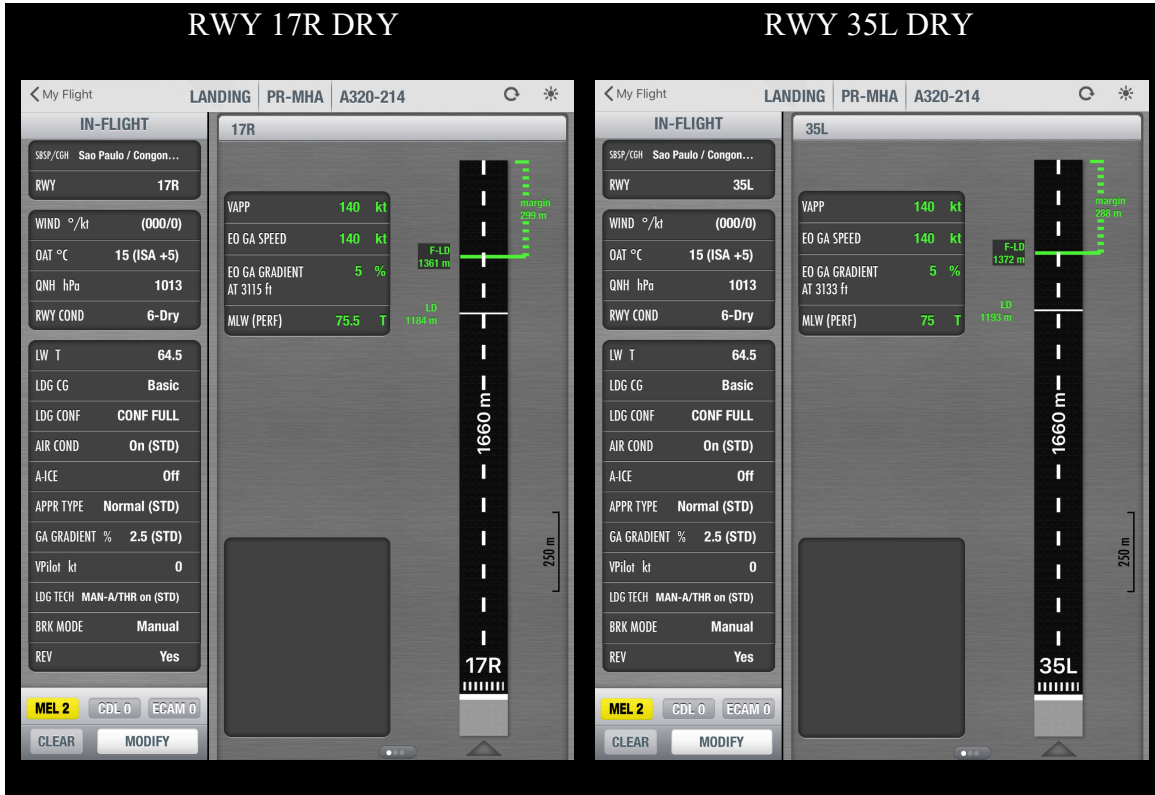 RWY 17R DRY
RWY 35L DRY
My Flight
LANDING PR-MHA A320-214
IN-FLIGHT
17R
SBSP/CGH Sao Paulo / Congon...
RWY 17R
WIND °/kt (000/0)
OAT °C 15 (ISA +5)
QNH hPa 1013
RWY COND 6-Dry
LW T 64.5
LDG CG Basic
LDG CONF CONF FULL
AIR COND On (STD)
A-ICE Off
APPR TYPE Normal (STD)
GA GRADIENT % 2.5 (STD)
VPilot kt 0
LDG TECH MAN-A/THR on (STD)
BRK MODE Manual
REV Yes
MEL 2 CDL 0 ECAM 0
CLEAR MODIFY
VAPP 140 kt
EO GA SPEED 140 kt
EO GA GRADIENT 5 %
AT 3115 ft
MLW (PERF) 75.5 T
margin
299 m
F-LD
1361 m
LD
1184 m
1660 m
250 m
17R
My Flight
LANDING PR-MHA A320-214
IN-FLIGHT
35L
SBSP/CGH Sao Paulo / Congon...
RWY 35L
WIND °/kt (000/0)
OAT °C 15 (ISA +5)
QNH hPa 1013
RWY COND 6-Dry
LW T 64.5
LDG CG Basic
LDG CONF CONF FULL
AIR COND On (STD)
A-ICE Off
APPR TYPE Normal (STD)
GA GRADIENT % 2.5 (STD)
VPilot kt 0
LDG TECH MAN-A/THR on (STD)
BRK MODE Manual
REV Yes
MEL 2 CDL 0 ECAM 0
CLEAR MODIFY
VAPP 140 kt
EO GA SPEED 140 kt
EO GA GRADIENT 5 %
AT 3133 ft
MLW (PERF) 75 T
margin
288 m
F-LD
1372 m
LD
1193 m
1660 m
250 m
35L